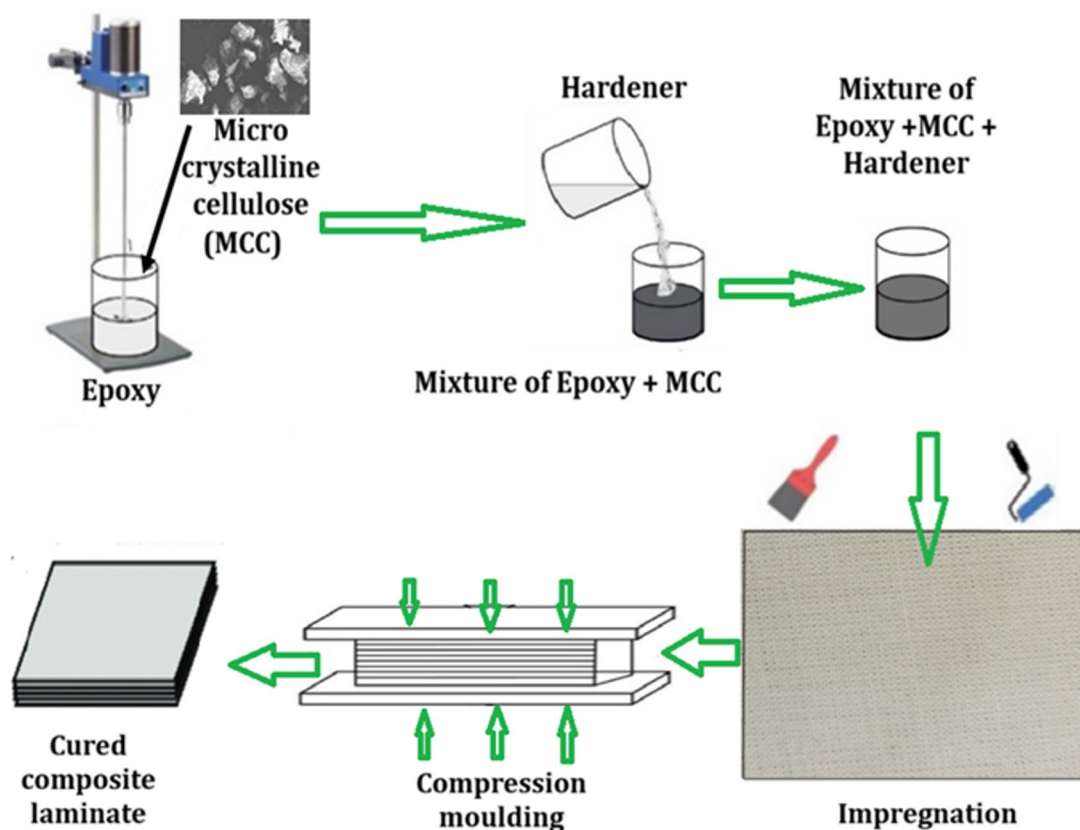 Micro
crystalline
cellulose
(MCC)
Epoxy
Hardener
Mixture of Epoxy + MCC
Mixture of
Epoxy +MCC +
Hardener
Impregnation
Compression
moulding
Cured
composite
laminate